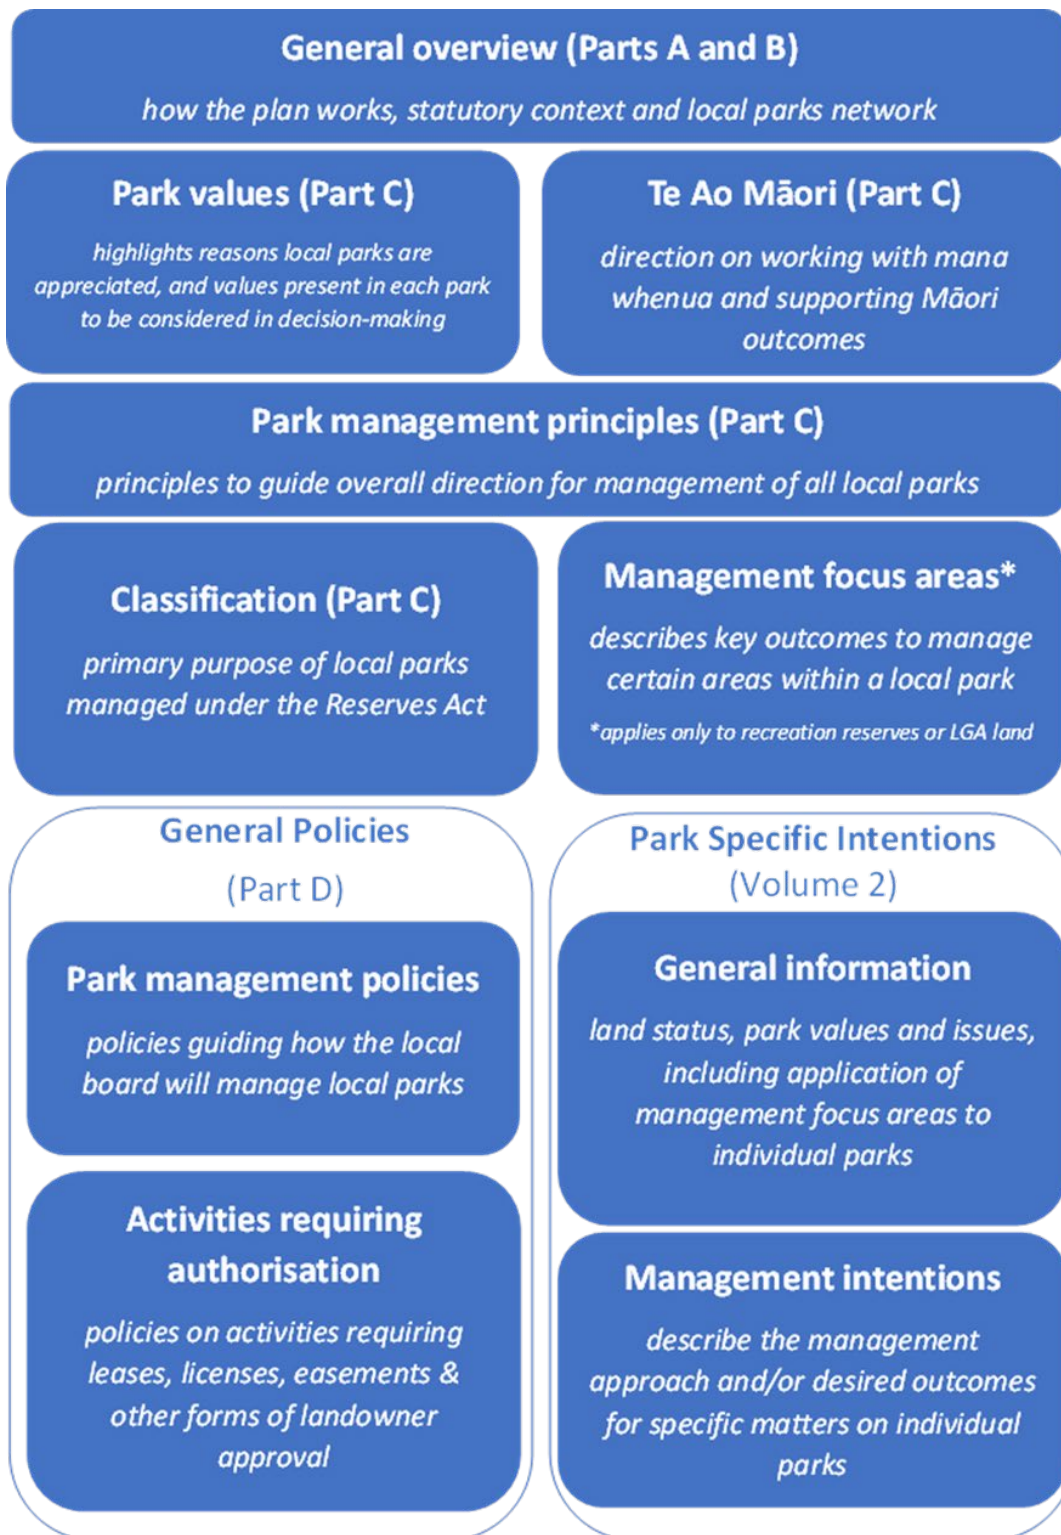 General overview (Parts A and B)
how the plan works, statutory context and local parks network
Park values (Part C)
highlights reasons local parks are
appreciated, and values present in each park
to be considered in decision-making
Te Ao Māori (Part C)
direction on working with mana
whenua and supporting Māori
outcomes
Park management principles (Part C)
principles to guide overall direction for management of all local parks
Classification (Part C)
primary purpose of local parks
managed under the Reserves Act
Management focus areas*
describes key outcomes to manage
certain areas within a local park
*applies only to recreation reserves or LGA land
General Policies
(Part D)
Park management policies
policies guiding how the local
board will manage local parks
Activities requiring
authorisation
policies on activities requiring
leases, licenses, easements &
other forms of landowner
approval
Park Specific Intentions
(Volume 2)
General information
land status, park values and issues,
including application of
management focus areas to
individual parks
Management intentions
describe the management
approach and/or desired outcomes
for specific matters on individual
parks